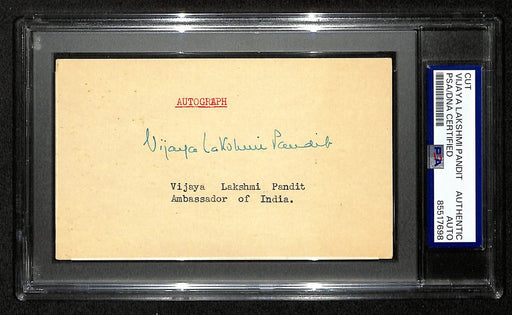 AUTOGRAPH
Vijaya Lakshmi Pandit
Vijaya Lakshmi Pandit
Ambassador of India.
CUT
VIJAYA LAKSHMI PANDIT AUTHENTIC
PSA/DNA CERTIFIED AUTO
85517698
PSA